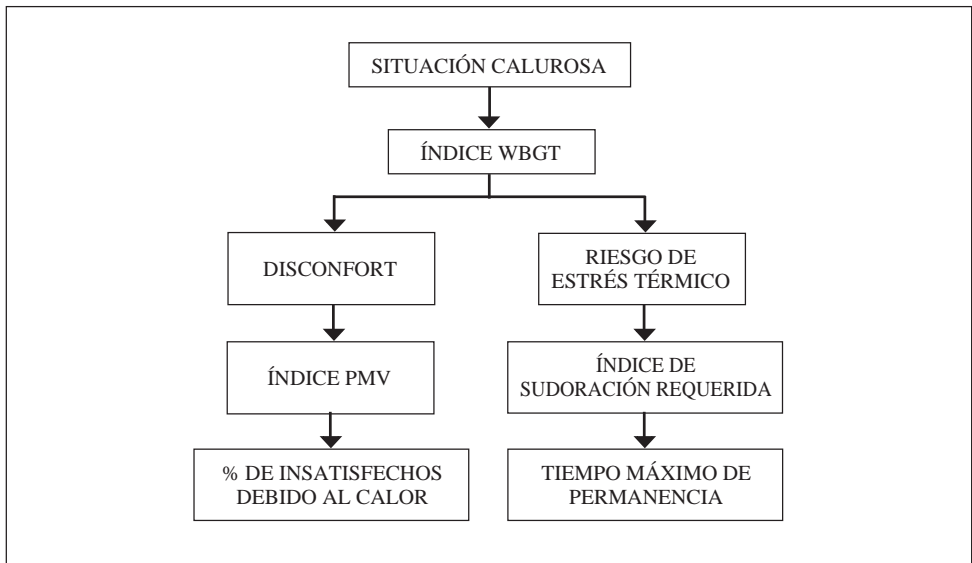 SITUACIÓN CALUROSA
ÍNDICE WBGT
DISCONFORT
RIESGO DE
ESTRÉS TÉRMICO
ÍNDICE PMV
ÍNDICE DE
SUDORACIÓN REQUERIDA
% DE INSATISFECHOS
DEBIDO AL CALOR
TIEMPO MÁXIMO DE
PERMANENCIA